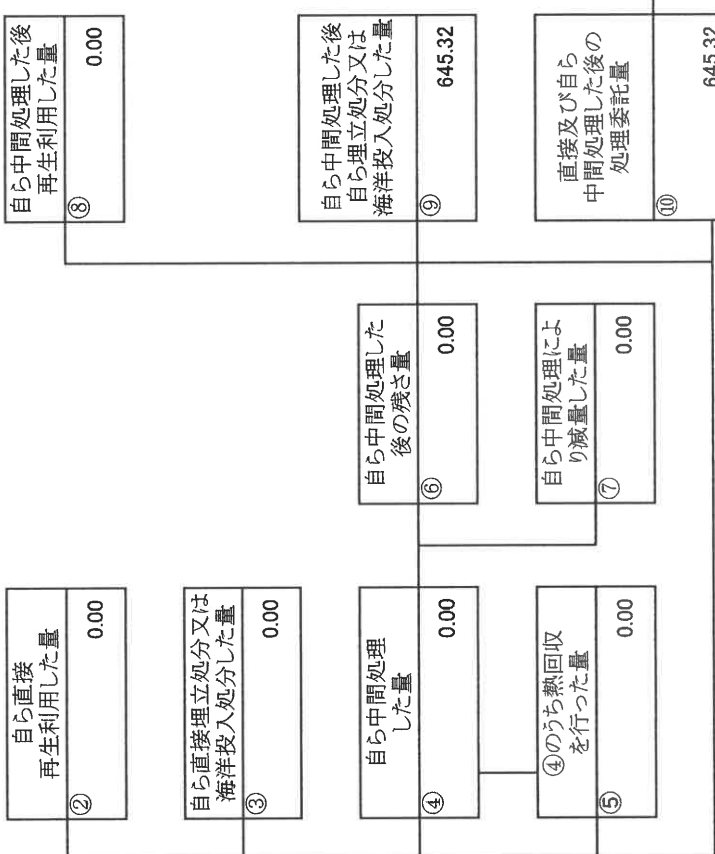 自ら直接
再生利用した量
②
0.00
自ら直接埋立処分又は
海洋投入処分した量
③
0.00
自ら中間処理
した量
④
0.00
④のうち熱回収
を行った量
⑤
0.00
自ら中間処理した
後の残さ量
⑥
0.00
自ら中間処理によ
り減量した量
⑦
0.00
自ら中間処理した後
再生利用した量
⑧
0.00
自ら中間処理した後
自ら埋立処分又は
海洋投入処分した量
⑨
645.32
直接及び自ら
中間処理した後の
処理委託量
⑩
645.32